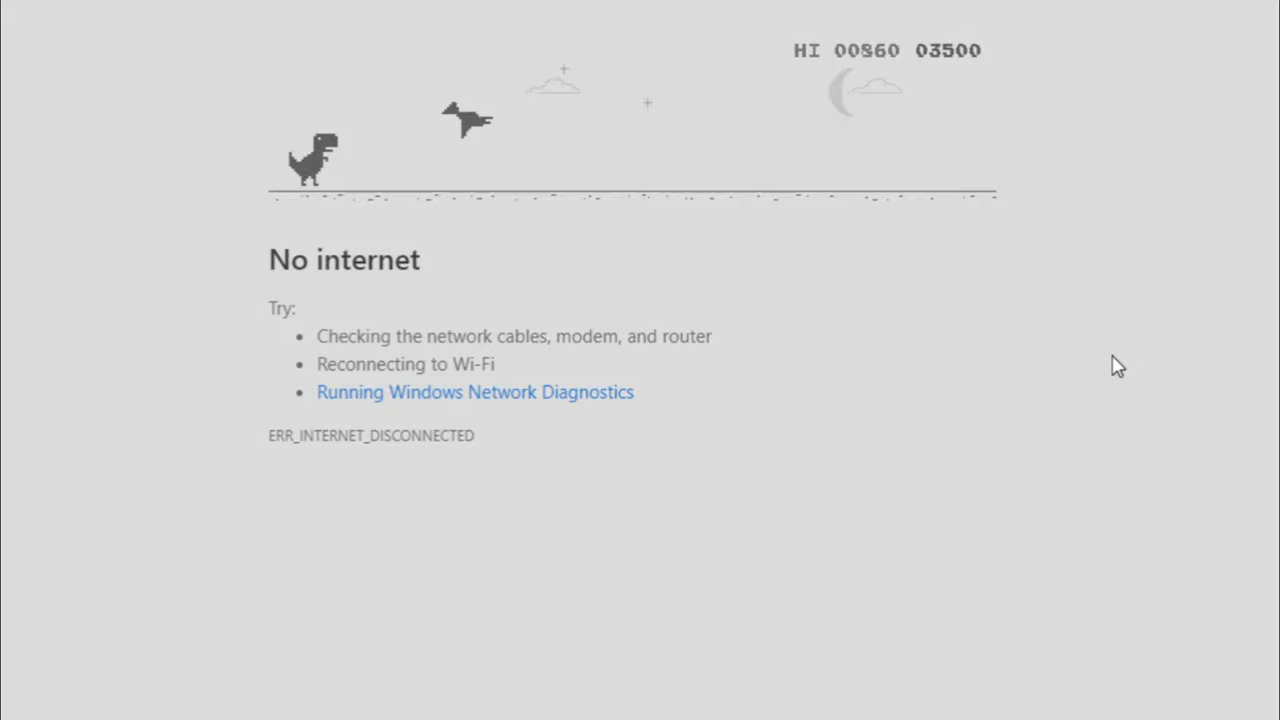 HI 00860 03500
No internet
Try:
Checking the network cables, modem, and router
Reconnecting to Wi-Fi
Running Windows Network Diagnostics
ERR_INTERNET_DISCONNECTED